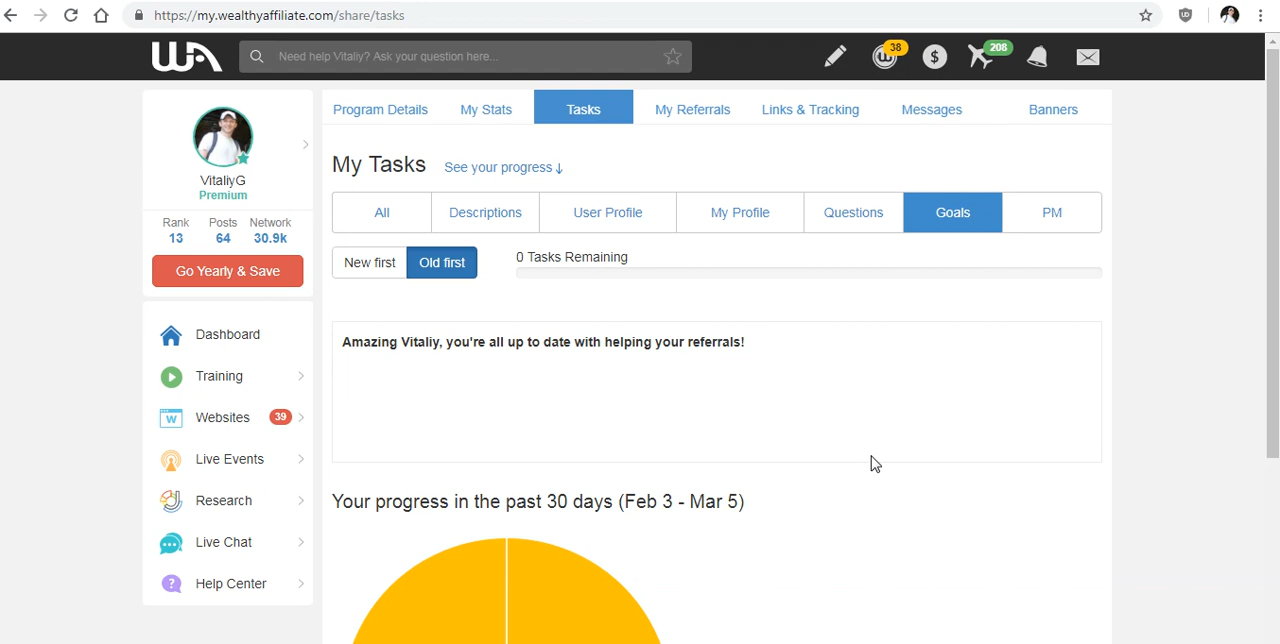 https://my.wealthyaffiliate.com/share/tasks
WA
Need help Vitaliy? Ask your question here...
38
$
208
VitaliyG
Premium
Rank Posts Network
13 64 30.9k
Go Yearly & Save
Dashboard
Training
Websites 39
Live Events
Research
Live Chat
Help Center
Program Details My Stats Tasks My Referrals Links & Tracking Messages Banners
My Tasks See your progress↓
All Descriptions User Profile My Profile Questions Goals PM
New first Old first 0 Tasks Remaining
Amazing Vitaliy, you're all up to date with helping your referrals!
Your progress in the past 30 days (Feb 3 - Mar 5)